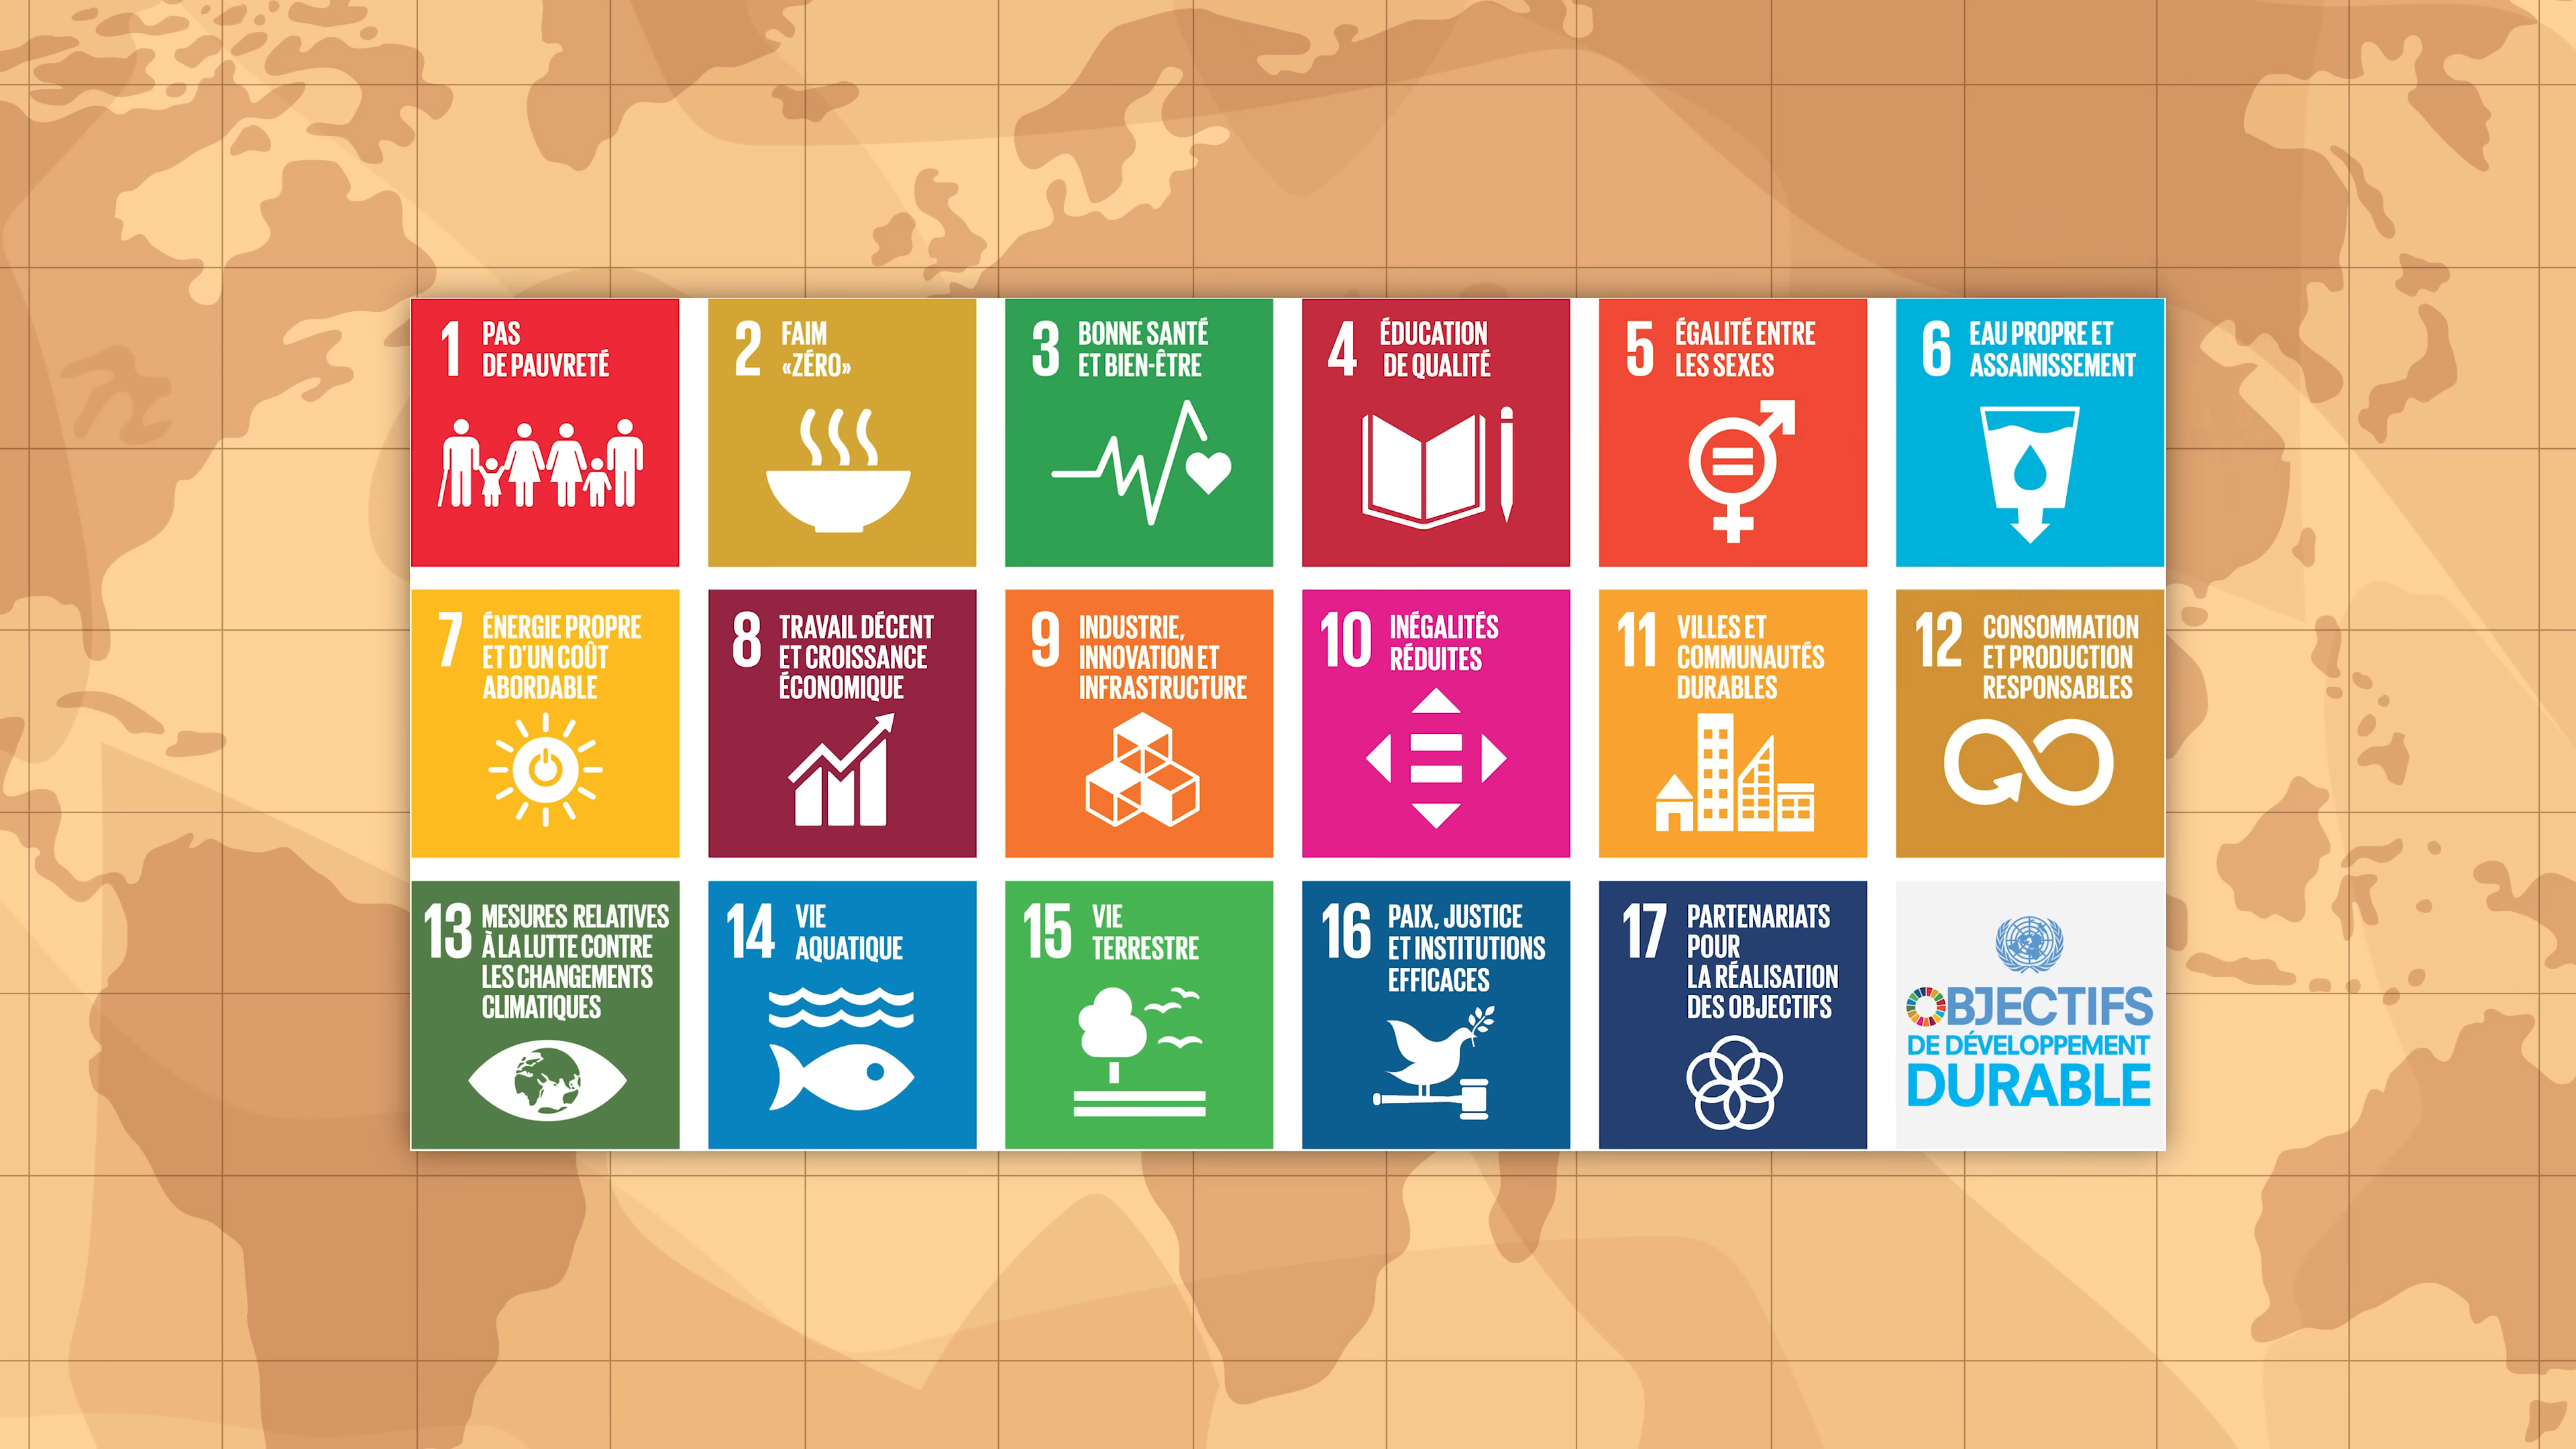 1 PAS
DE PAUVRETÉ
2 FAIM
«ZÉRO»
3 BONNE SANTÉ
ET BIEN-ÊTRE
4 ÉDUCATION
DE QUALITÉ
5 ÉGALITÉ ENTRE
LES SEXES
6 EAU PROPRE ET
ASSAINISSEMENT
7 ÉNERGIE PROPRE
ET D'UN COÛT
ABORDABLE
8 TRAVAIL DÉCENT
ET CROISSANCE
ÉCONOMIQUE
9 INDUSTRIE,
INNOVATION ET
INFRASTRUCTURE
10 INÉGALITÉS
RÉDUITES
11 VILLES ET
COMMUNAUTÉS
DURABLES
12 CONSOMMATION
ET PRODUCTION
RESPONSABLES
13 MESURES RELATIVES
À LA LUTTE CONTRE
LES CHANGEMENTS
CLIMATIQUES
14 VIE
AQUATIQUE
15 VIE
TERRESTRE
16 PAIX, JUSTICE
ET INSTITUTIONS
EFFICACES
17 PARTENARIATS
POUR
LA RÉALISATION
DES OBJECTIFS
OBJECTIFS
DE DÉVELOPPEMENT
DURABLE